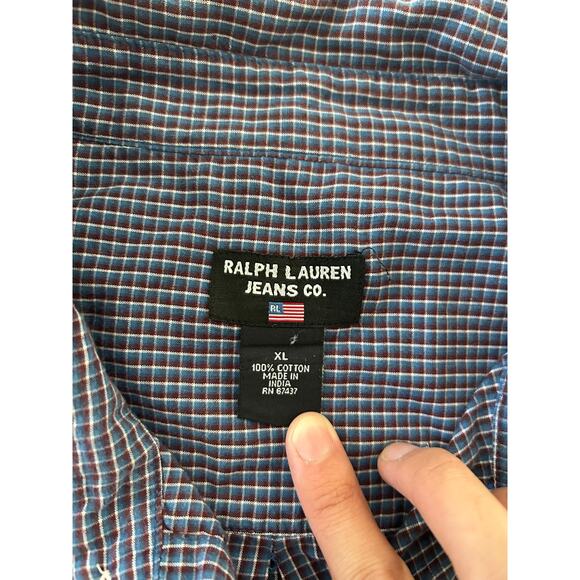 RALPH LAUREN
JEANS CO.
RL
XL
100% COTTON
MADE IN
INDIA
RN 67437